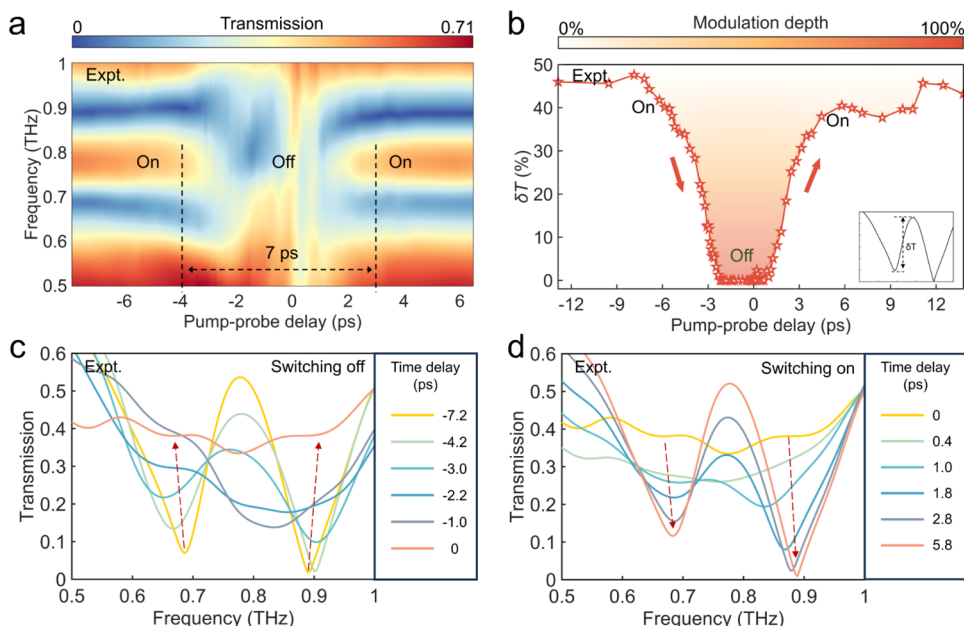 a
Transmission
0
0.71
Expt.
On
Off
On
7 ps
1
0.9
0.8
0.7
0.6
0.5
Frequency (THz)
-6
-4
-2
0
2
4
6
Pump-probe delay (ps)
b
Modulation depth
0%
100%
Expt.
On
On
Off
δT
50
40
30
20
10
0
δT (%)
-12
-9
-6
-3
0
3
6
9
12
Pump-probe delay (ps)
c
Expt.
Switching off
0.6
0.5
0.4
0.3
0.2
0.1
0
Transmission
0.5
0.6
0.7
0.8
0.9
1
Frequency (THz)
Time delay
(ps)
-7.2
-4.2
-3.0
-2.2
-1.0
0
d
Expt.
Switching on
0.6
0.5
0.4
0.3
0.2
0.1
0
Transmission
0.5
0.6
0.7
0.8
0.9
1
Frequency (THz)
Time delay
(ps)
0
0.4
1.0
1.8
2.8
5.8